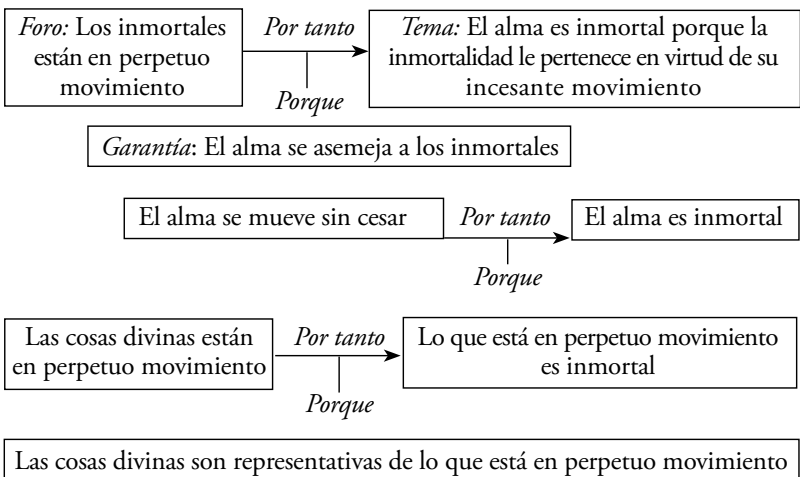 Foro: Los inmortales
están en perpetuo
movimiento
Por tanto
Porque
Tema: El alma es inmortal porque la
inmortalidad le pertenece en virtud de su
incesante movimiento
Garantía: El alma se asemeja a los inmortales
El alma se mueve sin cesar
Por tanto
Porque
El alma es inmortal
Las cosas divinas están
en perpetuo movimiento
Por tanto
Porque
Lo que está en perpetuo movimiento
es inmortal
Las cosas divinas son representativas de lo que está en perpetuo movimiento